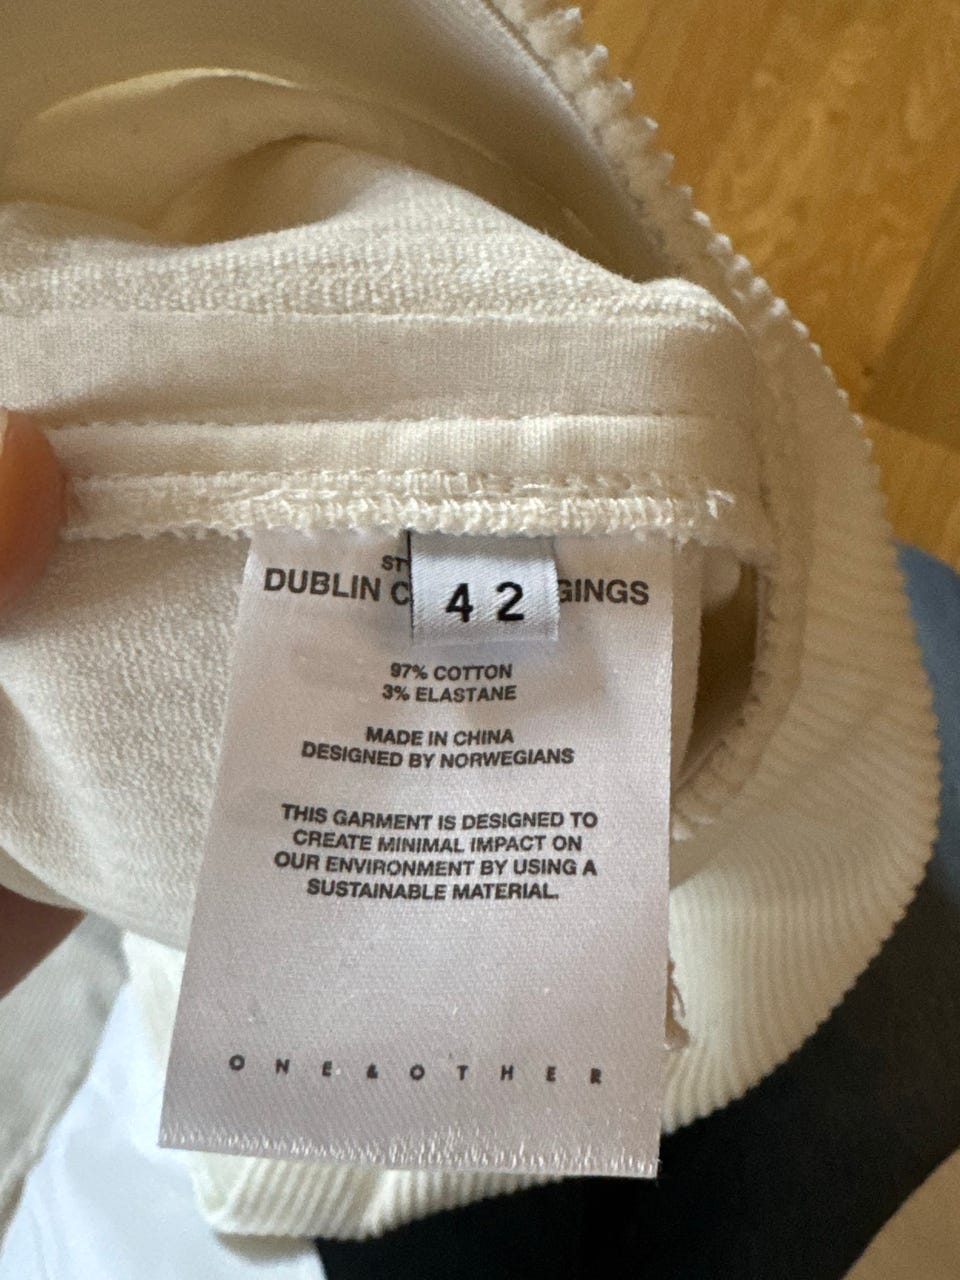 ST
DUBLIN C
GINGS
42
97% COTTON
3% ELASTANE
MADE IN CHINA
DESIGNED BY NORWEGIANS
THIS GARMENT IS DESIGNED TO
CREATE MINIMAL IMPACT ON
OUR ENVIRONMENT BY USING A
SUSTAINABLE MATERIAL.
ONE & OTHER